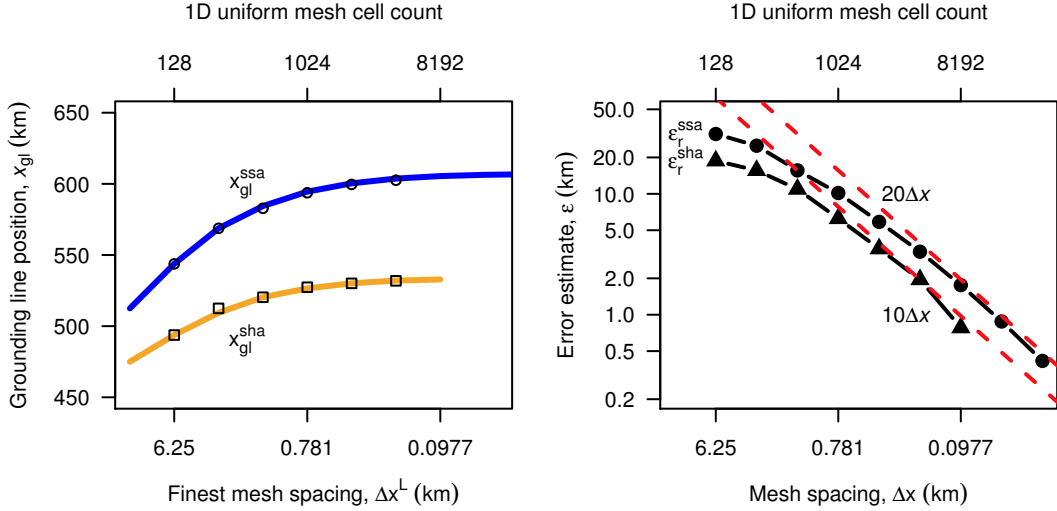 1D uniform mesh cell count
128 1024 8192
Grounding line position, x_gl (km)
650
600
550
500
450
x_gl^ssa
x_gl^sha
6.25 0.781 0.0977
Finest mesh spacing, Δx^L (km)
1D uniform mesh cell count
128 1024 8192
Error estimate, ε (km)
50.0
20.0
10.0
5.0
2.0
1.0
0.5
0.2
ε_r^ssa
ε_r^sha
20Δx
10Δx
6.25 0.781 0.0977
Mesh spacing, Δx (km)